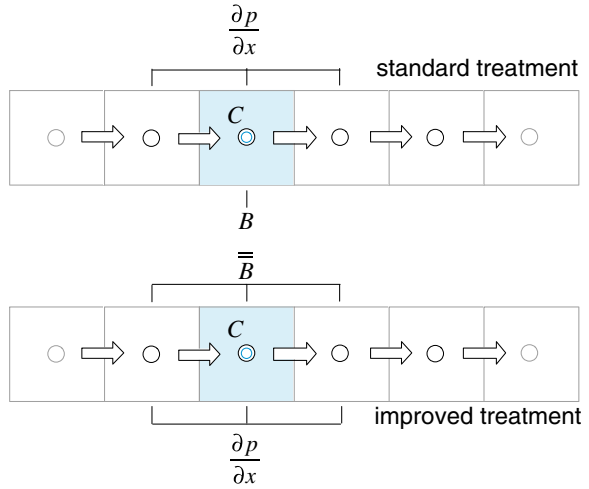 ∂p
∂x
standard treatment
C
B
B̿
C
improved treatment
∂p
∂x